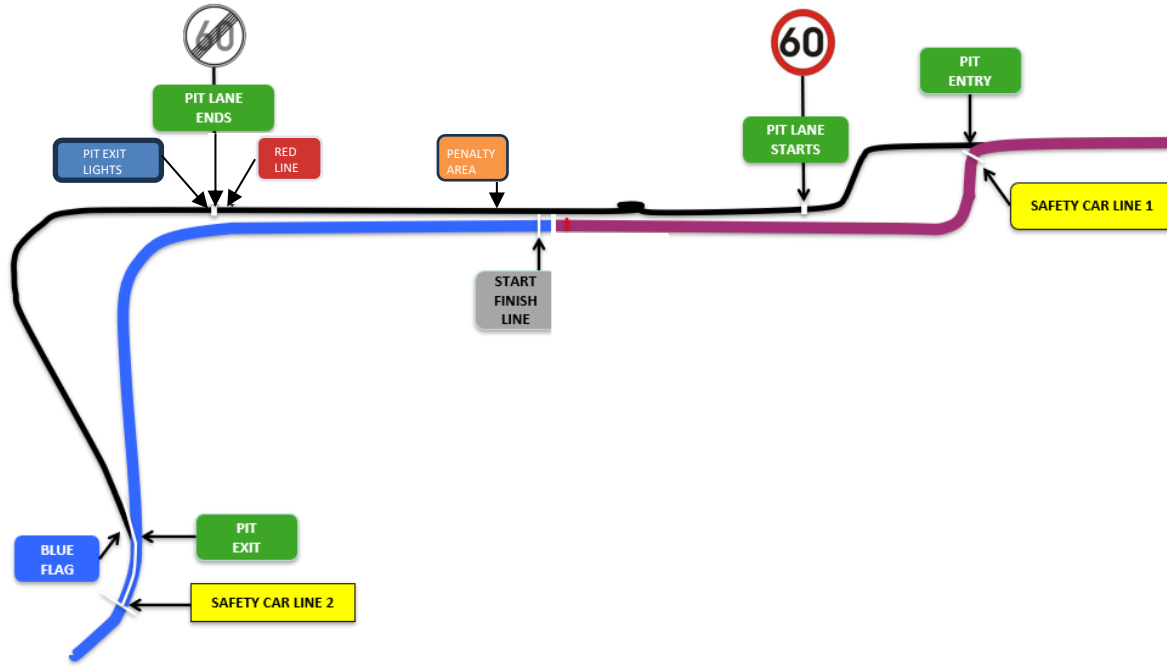 60
60
PIT
ENTRY
PIT LANE
ENDS
PIT LANE
STARTS
PIT EXIT
LIGHTS
RED
LINE
PENALTY
AREA
SAFETY CAR LINE 1
START
FINISH
LINE
PIT
EXIT
BLUE
FLAG
SAFETY CAR LINE 2